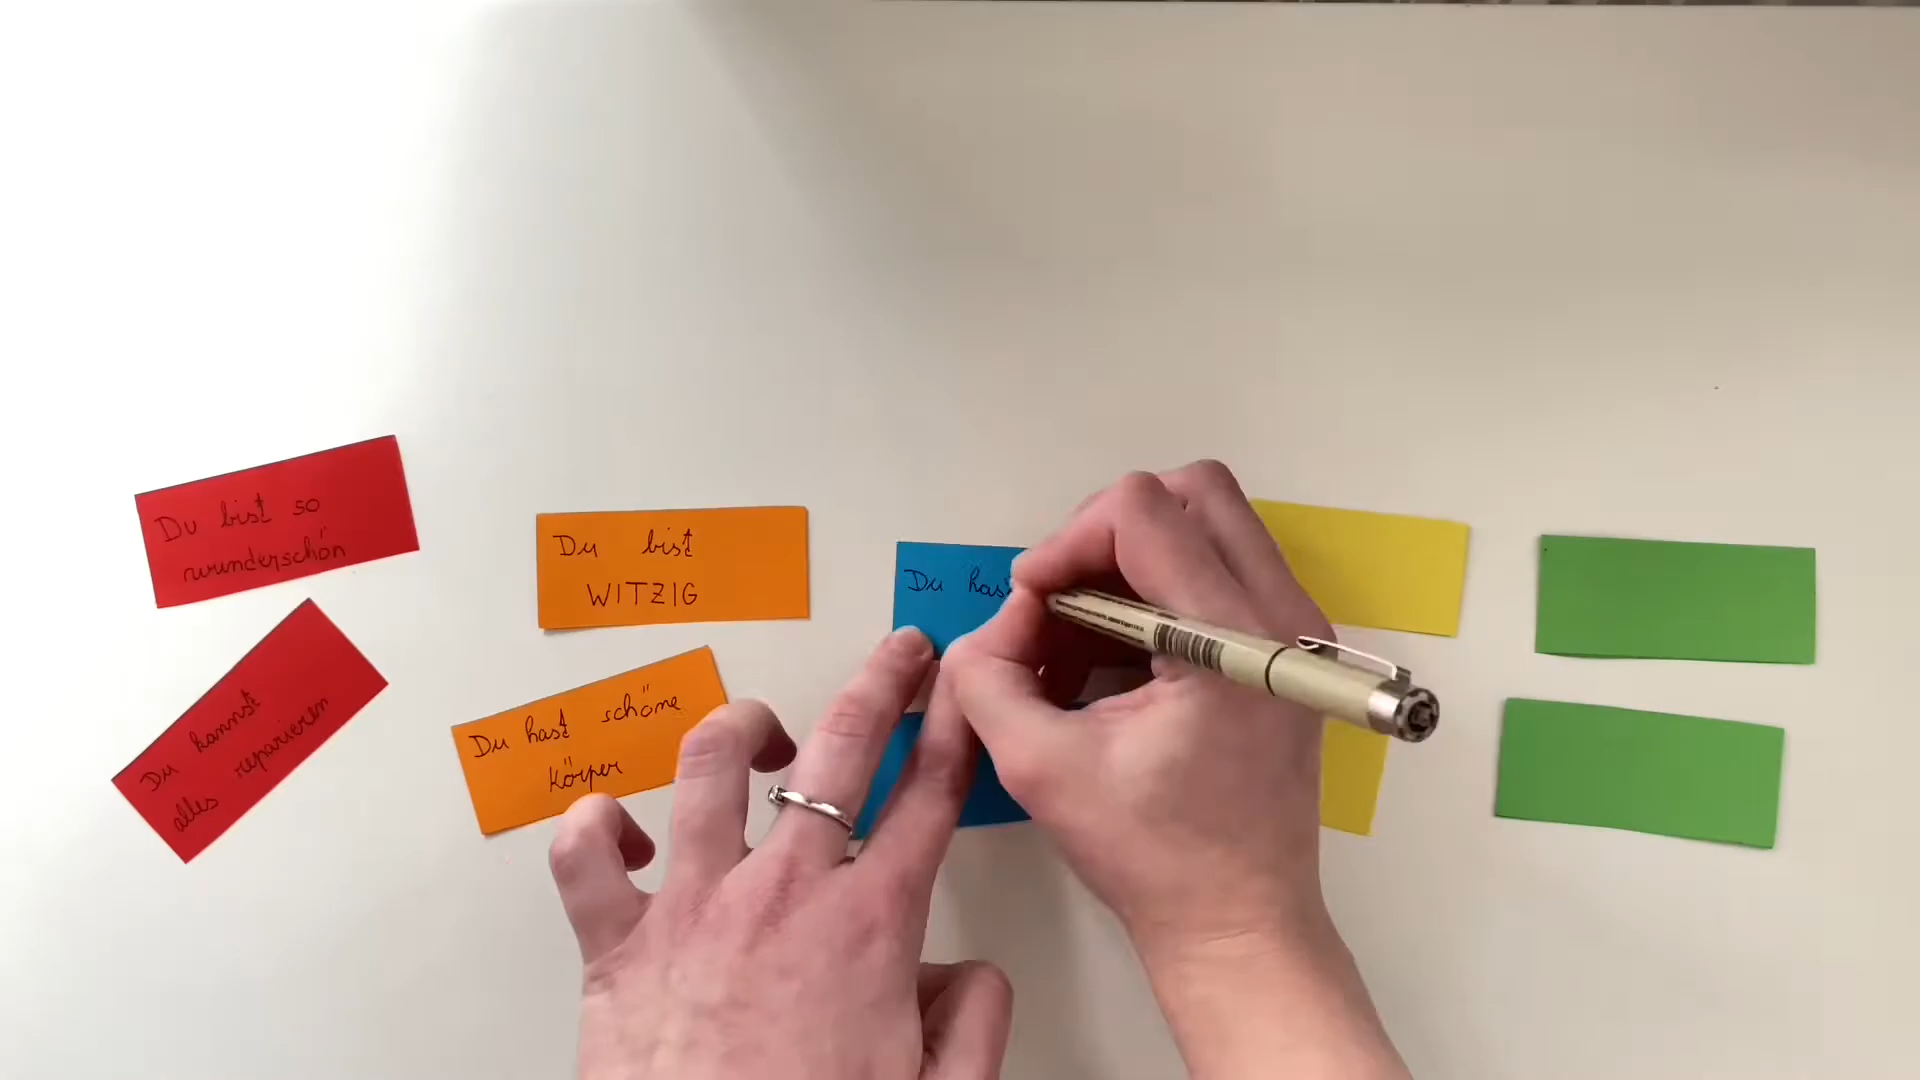 Du bist so
wunderschön
Du kannst
alles reparieren
Du bist
WITZIG
Du hast schöne
Körper
Du hast